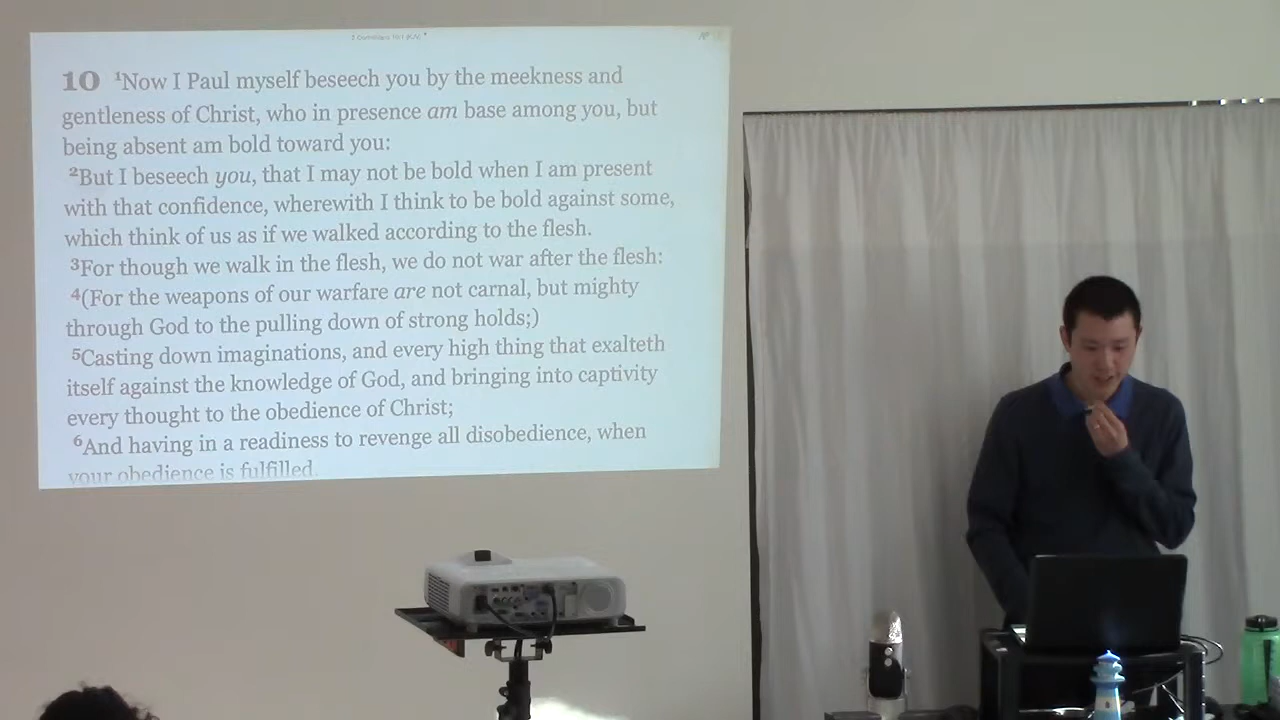 2 Corinthians 10:1 (KJV)
10 ¹Now I Paul myself beseech you by the meekness and
gentleness of Christ, who in presence am base among you, but
being absent am bold toward you:
²But I beseech you, that I may not be bold when I am present
with that confidence, wherewith I think to be bold against some,
which think of us as if we walked according to the flesh.
³For though we walk in the flesh, we do not war after the flesh:
⁴(For the weapons of our warfare are not carnal, but mighty
through God to the pulling down of strong holds;)
⁵Casting down imaginations, and every high thing that exalteth
itself against the knowledge of God, and bringing into captivity
every thought to the obedience of Christ;
⁶And having in a readiness to revenge all disobedience, when
your obedience is fulfilled.